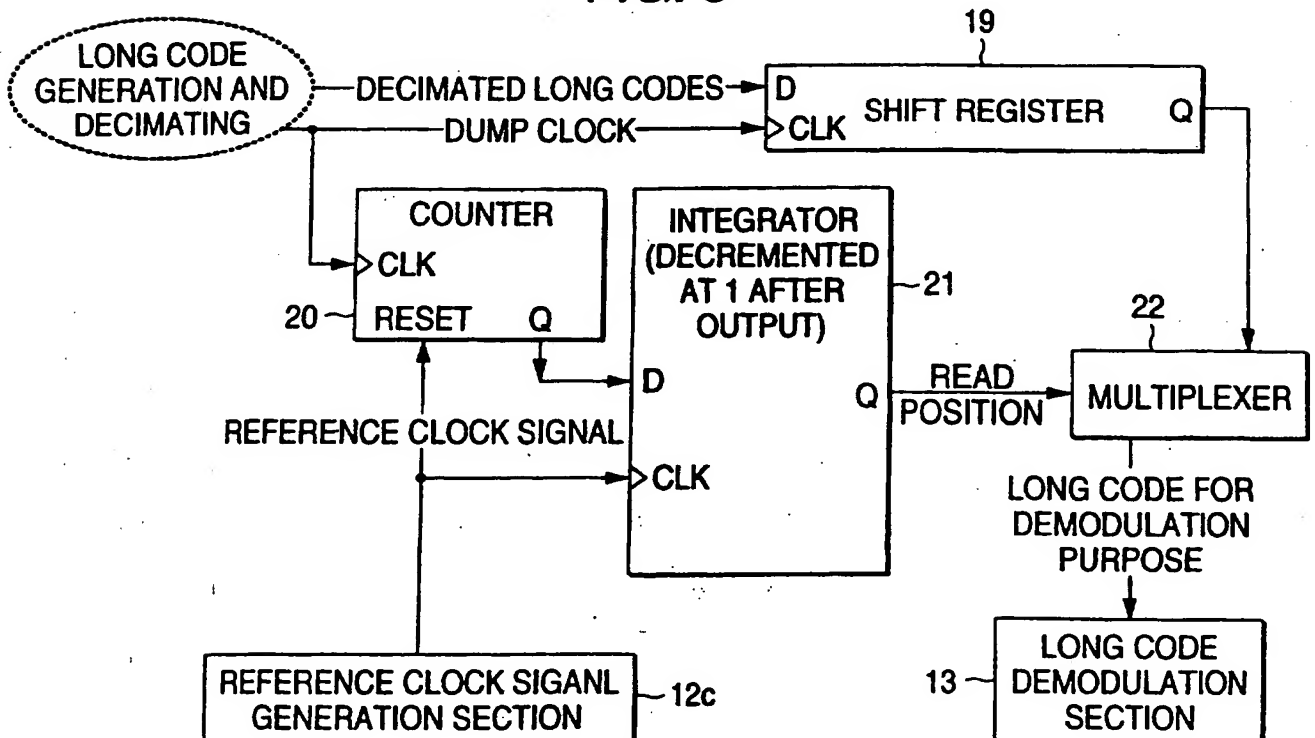 19
LONG CODE
GENERATION AND
DECIMATING
DECIMATED LONG CODES
DUMP CLOCK
D
CLK
SHIFT REGISTER
Q
COUNTER
CLK
RESET
Q
20
INTEGRATOR
(DECREMENTED
AT 1 AFTER
OUTPUT)
D
Q
CLK
21
READ
POSITION
22
MULTIPLEXER
REFERENCE CLOCK SIGNAL
LONG CODE FOR
DEMODULATION
PURPOSE
REFERENCE CLOCK SIGANL
GENERATION SECTION
12c
13
LONG CODE
DEMODULATION
SECTION